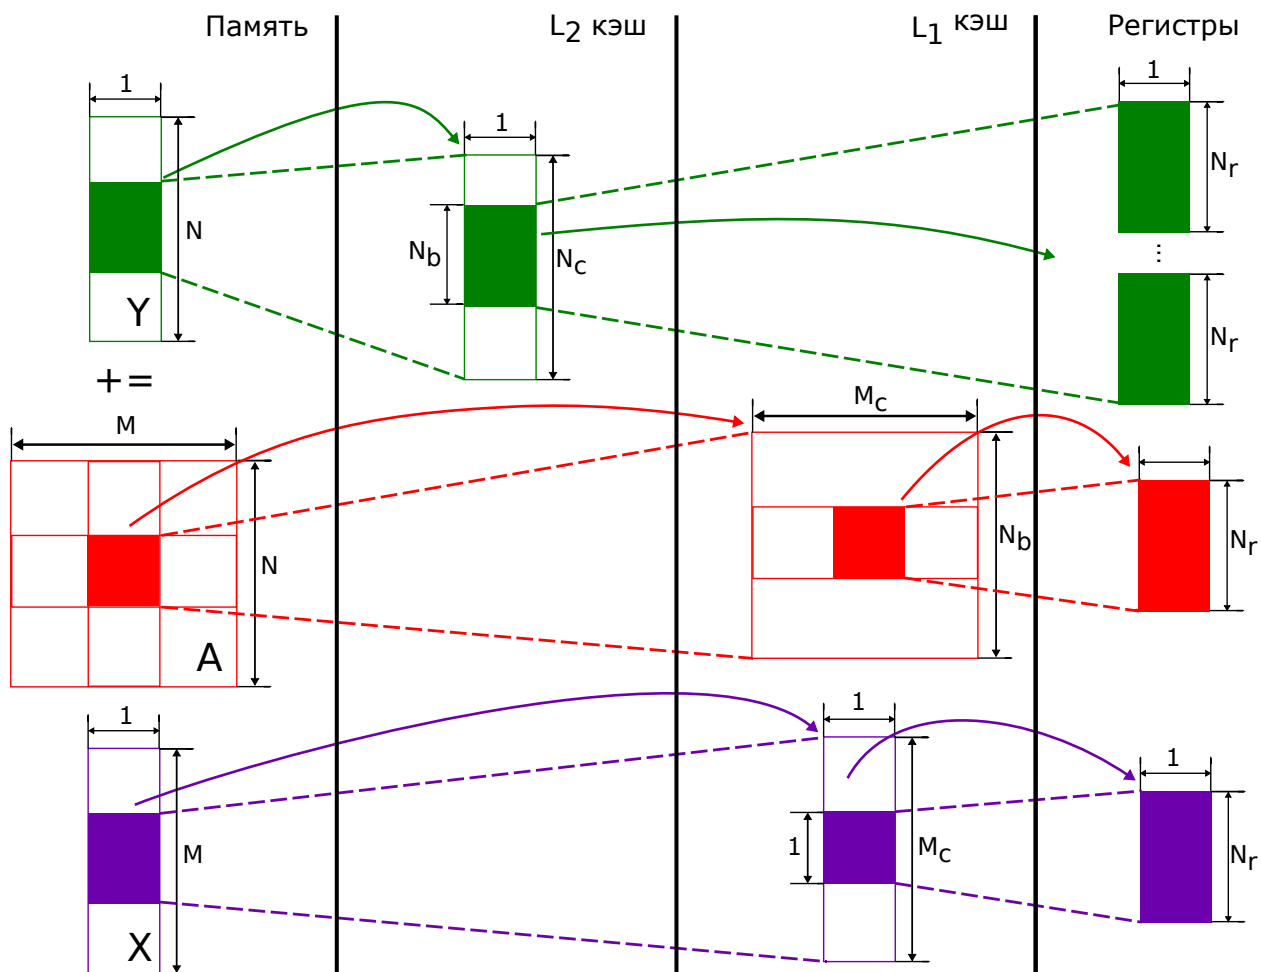 Память L2 кэш L1 кэш Регистры
1 1 1
N Nb Nc Nr
⋮
Nr
Y
+=
M Mc
N Nb Nr
A
1 1 1
M 1 Mc Nr
X